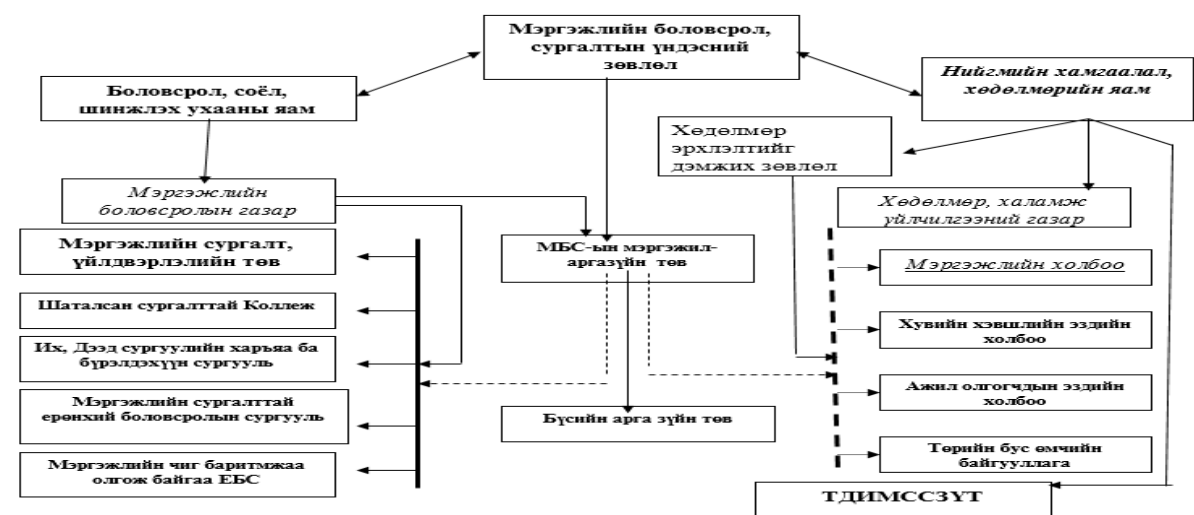 Мэргэжлийн боловсрол,
сургалтын үндэсний
зөвлөл
Боловсрол, соёл,
шинжлэх ухааны яам
Нийгмийн хамгаалал,
хөдөлмөрийн яам
Хөдөлмөр
эрхлэлтийг
дэмжих зөвлөл
Мэргэжлийн
боловсролын газар
Хөдөлмөр, халамж
үйлчилгээний газар
Мэргэжлийн сургалт,
үйлдвэрлэлийн төв
МБС-ын мэргэжил-
аргазүйн төв
Мэргэжлийн холбоо
Шаталсан сургалттай Коллеж
Хувийн хэвшлийн эздийн
холбоо
Их, Дээд сургуулийн харъяа ба
бүрэлдэхүүн сургууль
Ажил олгогчдын эздийн
холбоо
Мэргэжлийн сургалттай
ерөнхий боловсролын сургууль
Бүсийн арга зүйн төв
Төрийн бус өмчийн
байгууллага
Мэргэжлийн чиг баритмжаа
олгож байгаа ЕБС
ТДИМССЗҮТ